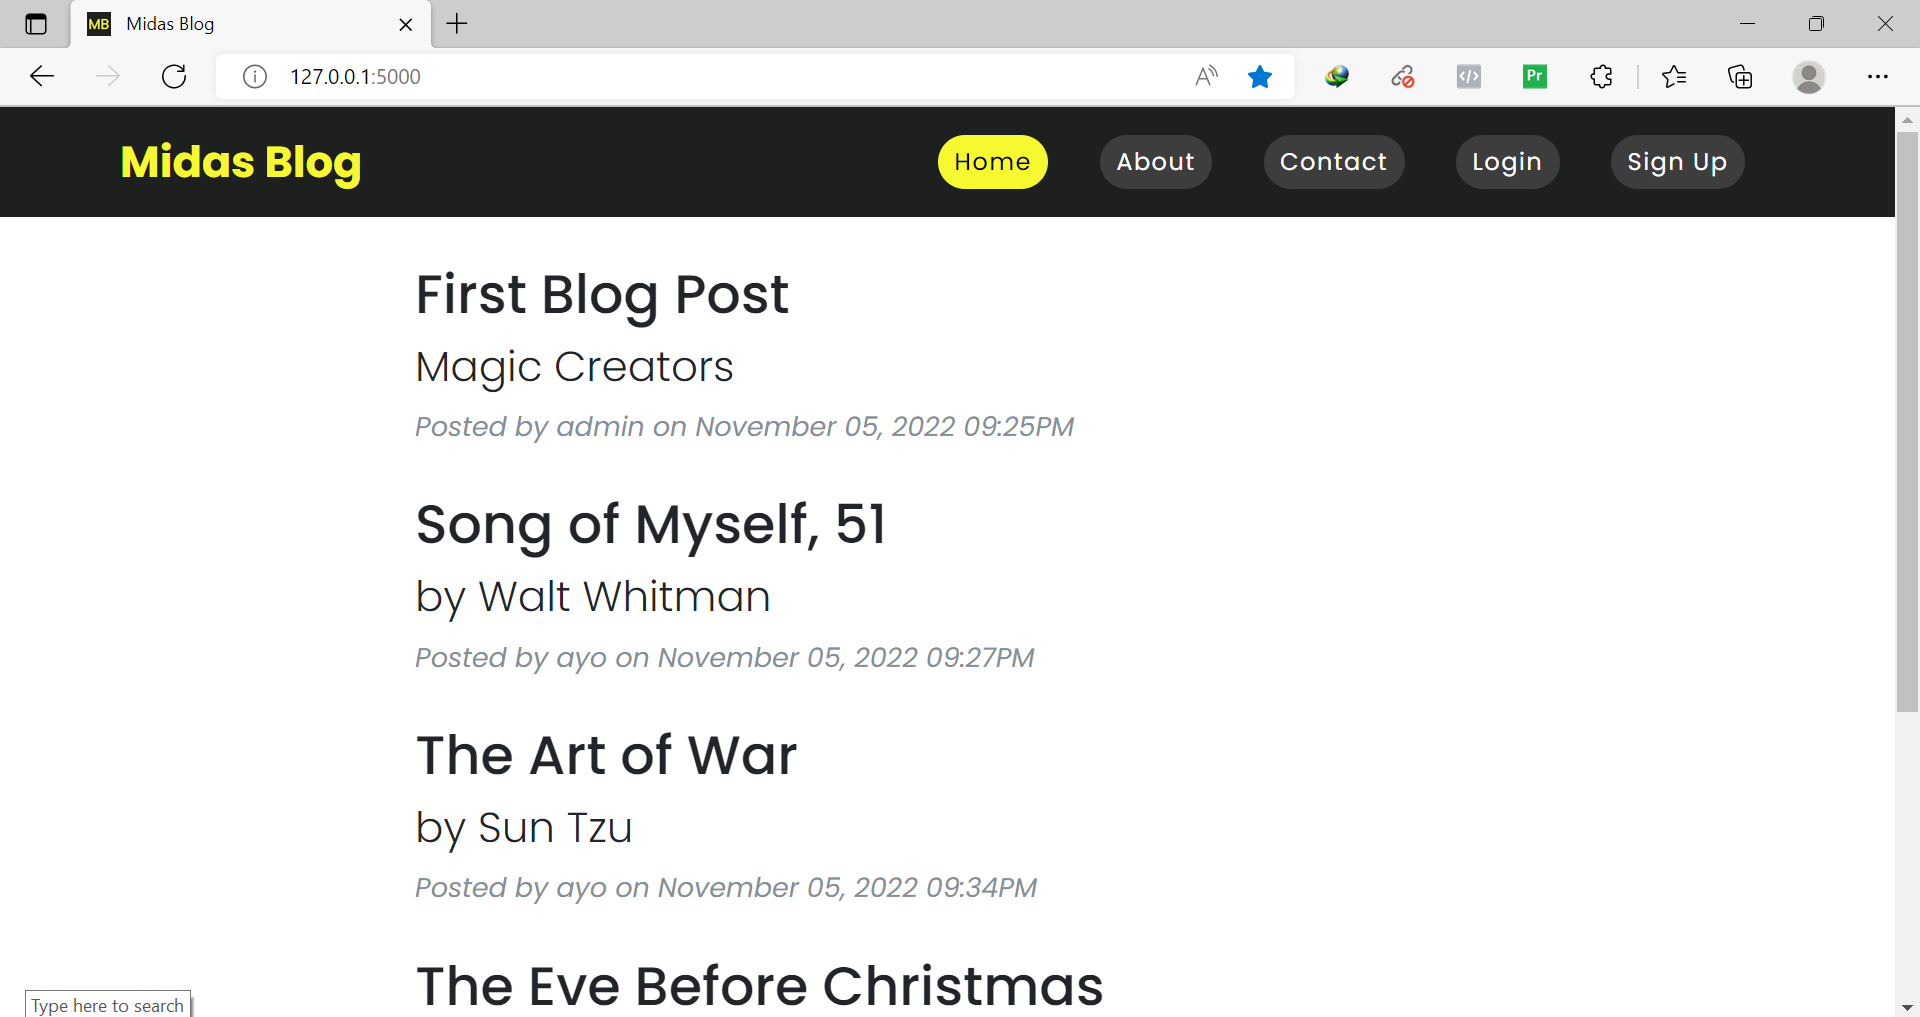 MB Midas Blog
127.0.0.1:5000
Pr
Midas Blog Home About Contact Login Sign Up
First Blog Post
Magic Creators
Posted by admin on November 05, 2022 09:25PM
Song of Myself, 51
by Walt Whitman
Posted by ayo on November 05, 2022 09:27PM
The Art of War
by Sun Tzu
Posted by ayo on November 05, 2022 09:34PM
The Eve Before Christmas
Type here to search